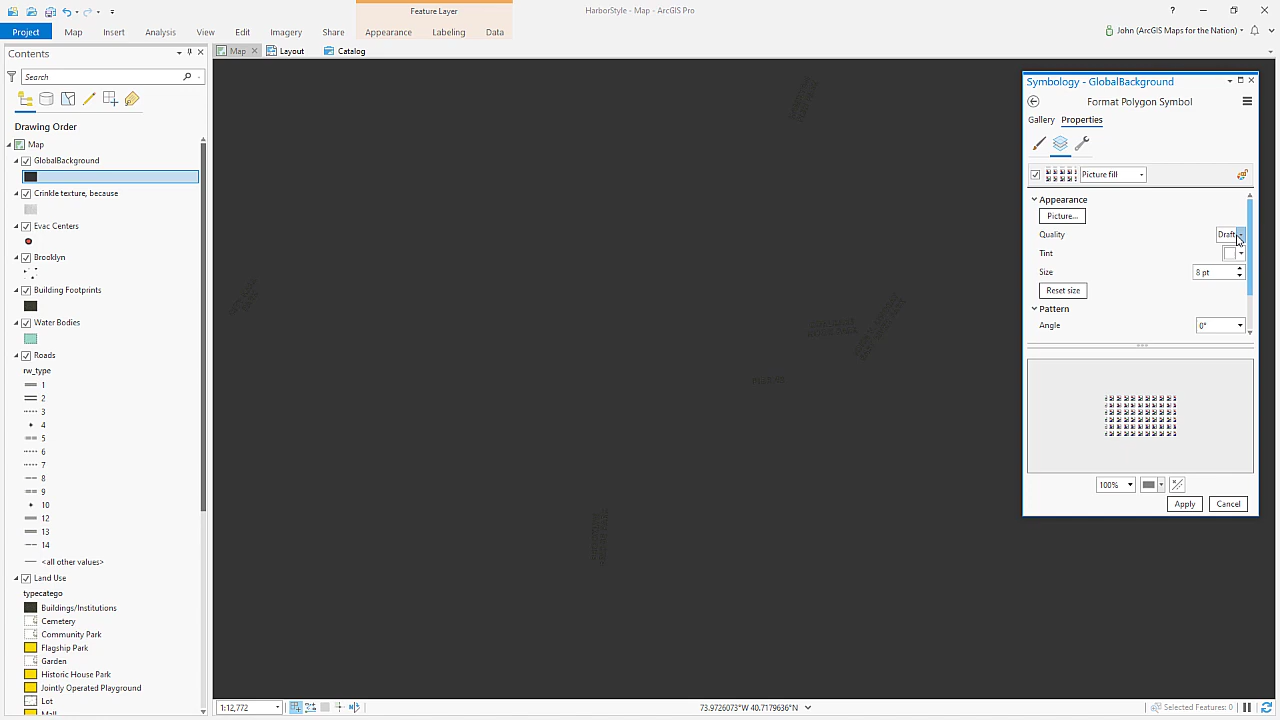 Feature Layer
HarborStyle - Map - ArcGIS Pro
?
Project Map Insert Analysis View Edit Imagery Share Appearance Labeling Data
John (ArcGIS Maps for the Nation)
Contents
Map Layout Catalog
Search
Drawing Order
Map
GlobalBackground
Crinkle texture, because
Evac Centers
Brooklyn
Building Footprints
Water Bodies
Roads
rw_type
1
2
3
4
5
6
7
8
9
10
12
13
14
<all other values>
Land Use
typecatego
Buildings/Institutions
Cemetery
Community Park
Flagship Park
Garden
Historic House Park
Jointly Operated Playground
Lot
Mall
Symbology - GlobalBackground
Format Polygon Symbol
Gallery Properties
Picture fill
Appearance
Picture...
Quality Draft
Tint
Size 8 pt
Reset size
Pattern
Angle 0°
100%
Apply Cancel
1:12,772
73.9726073°W 40.7179636°N
Selected Features: 0